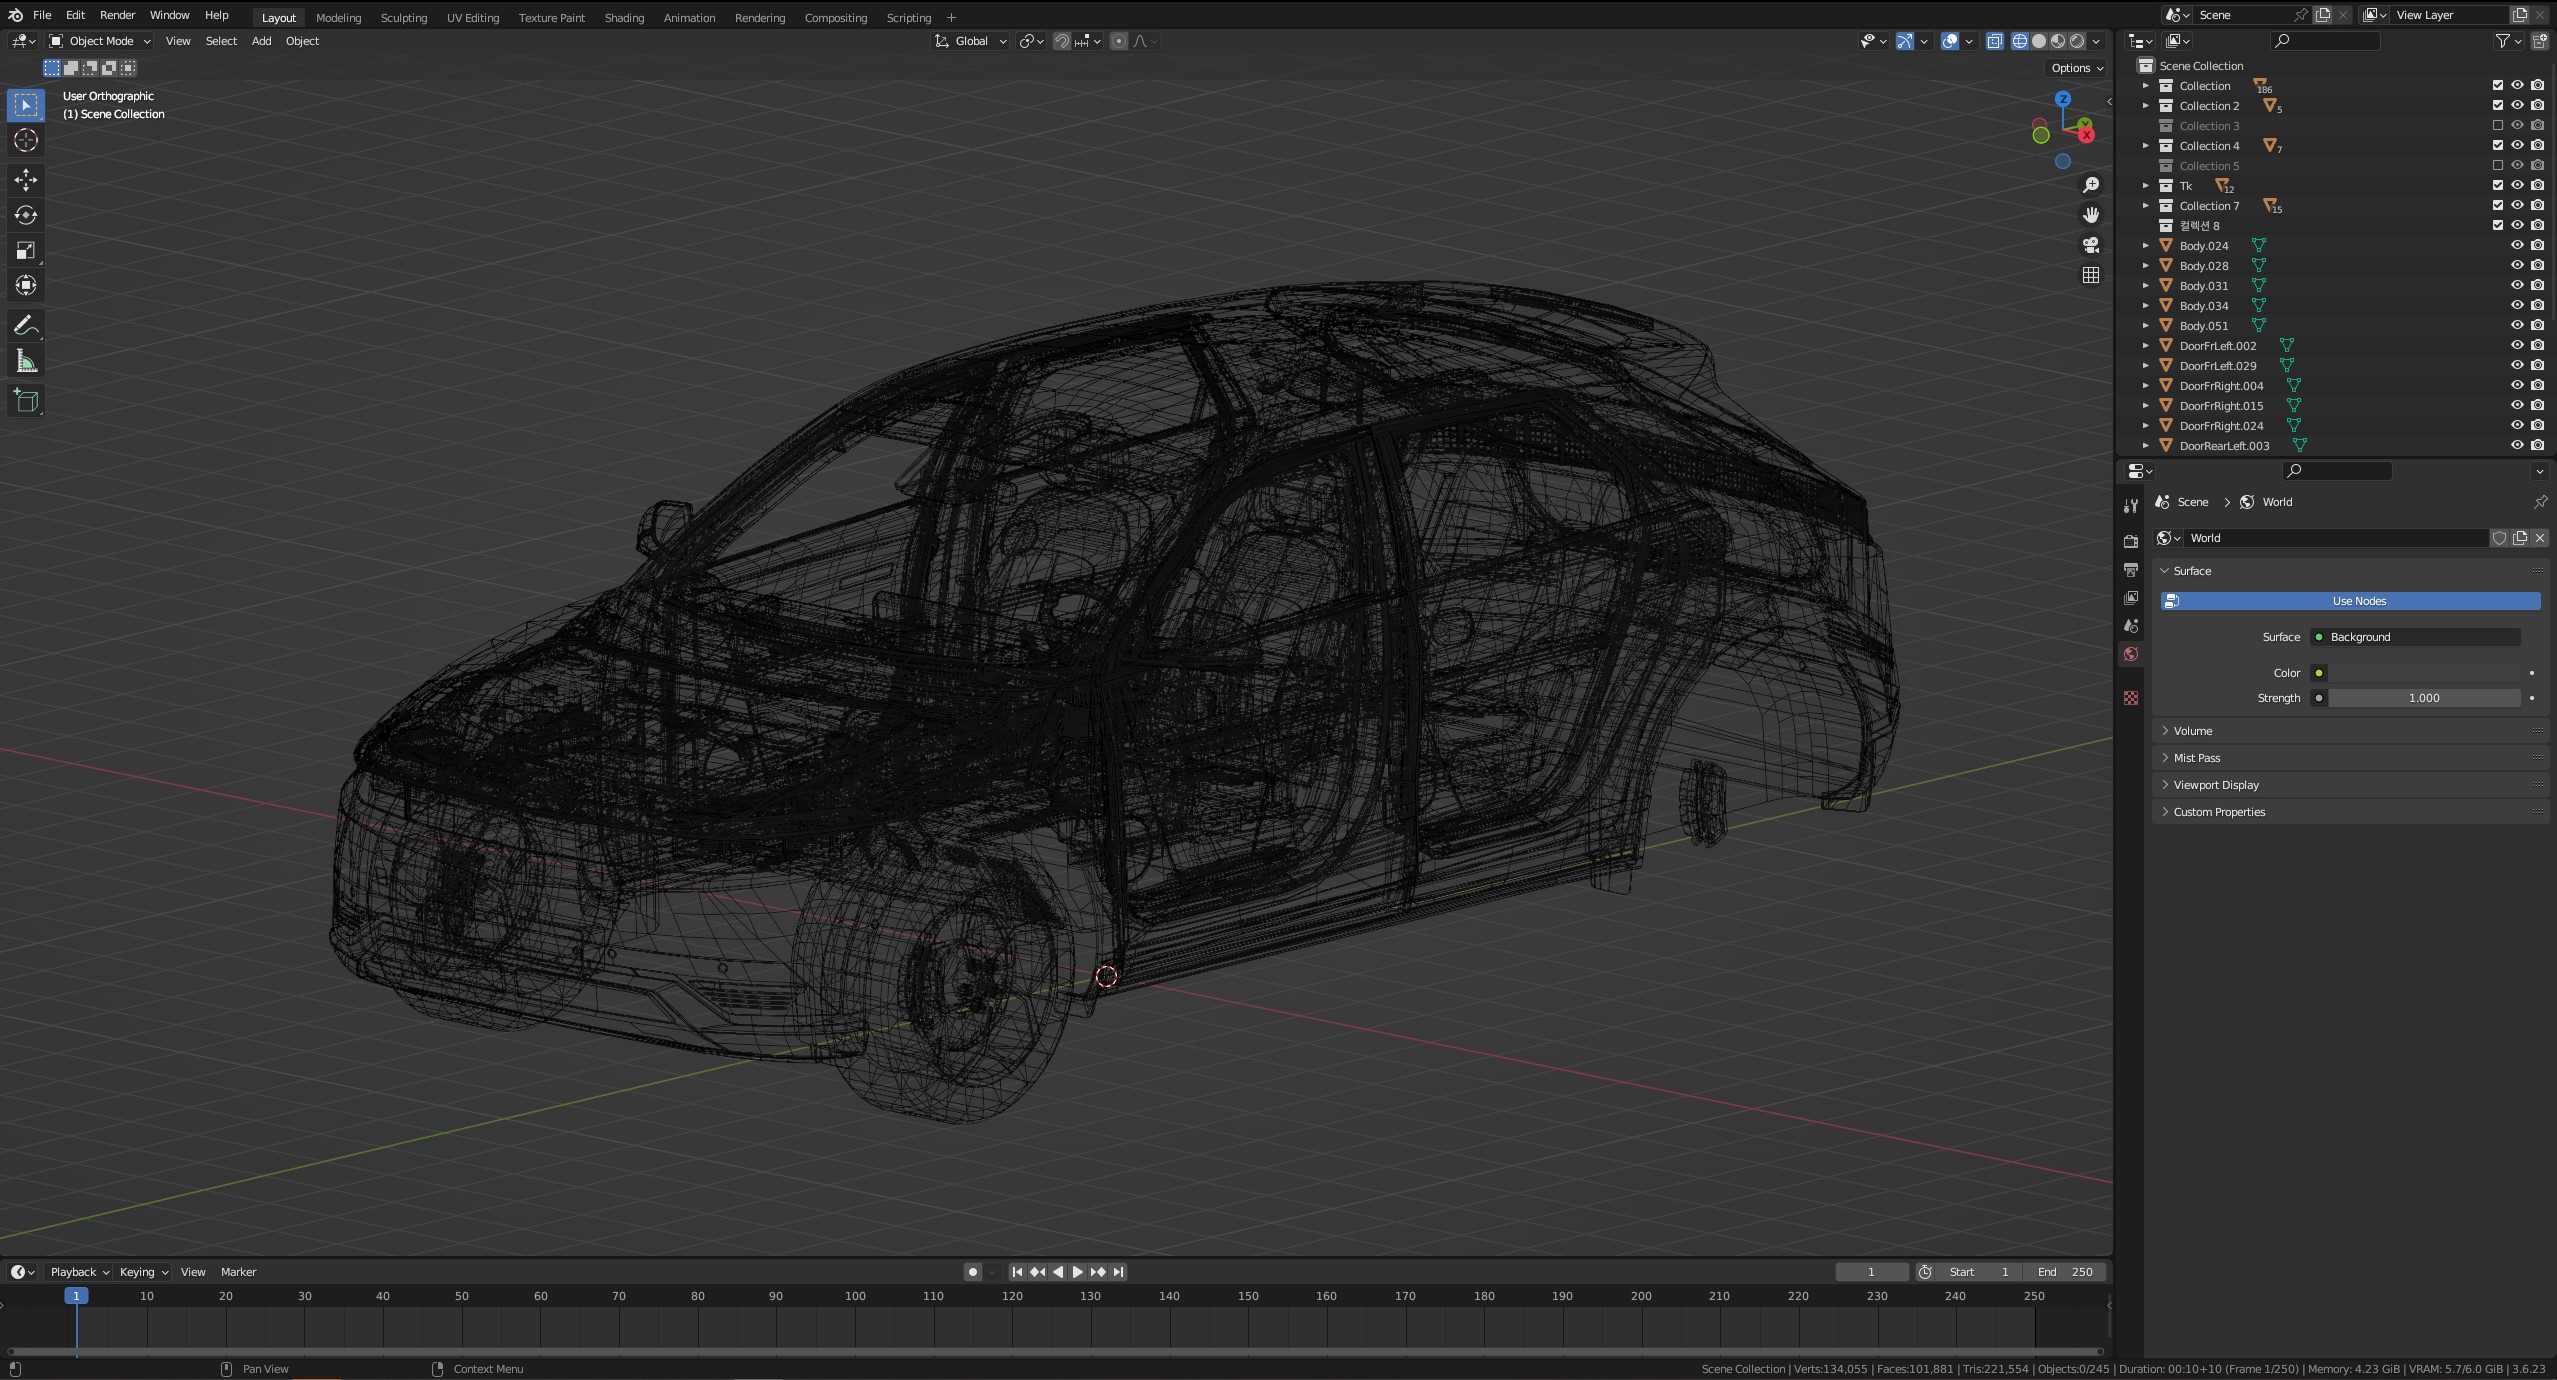 File Edit Render Window Help Layout Modeling Sculpting UV Editing Texture Paint Shading Animation Rendering Compositing Scripting + Scene View Layer
Object Mode View Select Add Object Global
Options
User Orthographic
(1) Scene Collection
Z
Y
X
Scene Collection
Collection 186
Collection 2 5
Collection 3
Collection 4 7
Collection 5
Tk 12
Collection 7 15
컬렉션 8
Body.024
Body.028
Body.031
Body.034
Body.051
DoorFrLeft.002
DoorFrLeft.029
DoorFrRight.004
DoorFrRight.015
DoorFrRight.024
DoorRearLeft.003
Scene > World
World
Surface
Use Nodes
Surface Background
Color
Strength 1.000
Volume
Mist Pass
Viewport Display
Custom Properties
Playback Keying View Marker 1 Start 1 End 250
1 10 20 30 40 50 60 70 80 90 100 110 120 130 140 150 160 170 180 190 200 210 220 230 240 250
Pan View Context Menu Scene Collection | Verts:134,055 | Faces:101,881 | Tris:221,554 | Objects:0/245 | Duration: 00:10+10 (Frame 1/250) | Memory: 4.23 GiB | VRAM: 5.7/6.0 GiB | 3.6.23